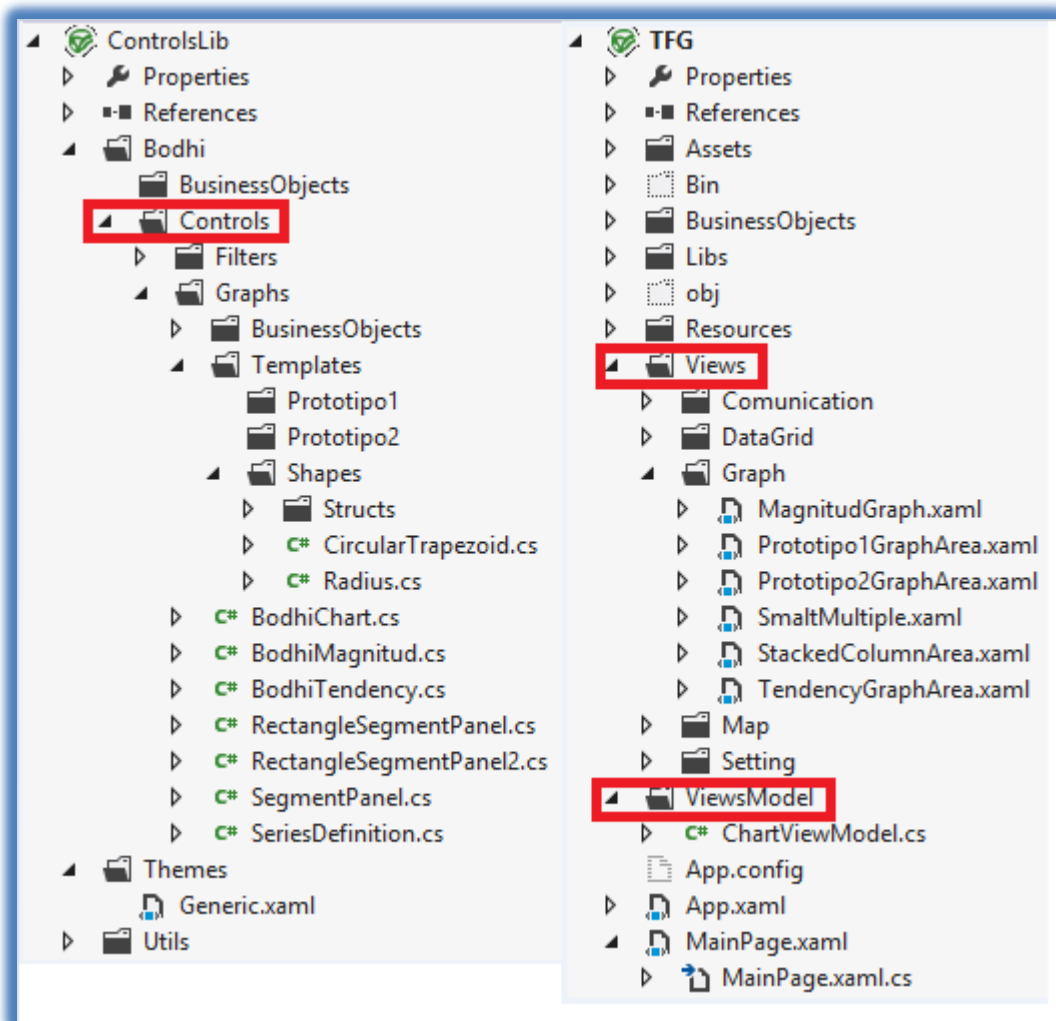 ControlsLib
Properties
References
Bodhi
BusinessObjects
Controls
Filters
Graphs
BusinessObjects
Templates
Prototipo1
Prototipo2
Shapes
Structs
C# CircularTrapezoid.cs
C# Radius.cs
C# BodhiChart.cs
C# BodhiMagnitud.cs
C# BodhiTendency.cs
C# RectangleSegmentPanel.cs
C# RectangleSegmentPanel2.cs
C# SegmentPanel.cs
C# SeriesDefinition.cs
Themes
Generic.xaml
Utils
TFG
Properties
References
Assets
Bin
BusinessObjects
Libs
obj
Resources
Views
Comunication
DataGrid
Graph
MagnitudGraph.xaml
Prototipo1GraphArea.xaml
Prototipo2GraphArea.xaml
SmaltMultiple.xaml
StackedColumnArea.xaml
TendencyGraphArea.xaml
Map
Setting
ViewsModel
C# ChartViewModel.cs
App.config
App.xaml
MainPage.xaml
MainPage.xaml.cs